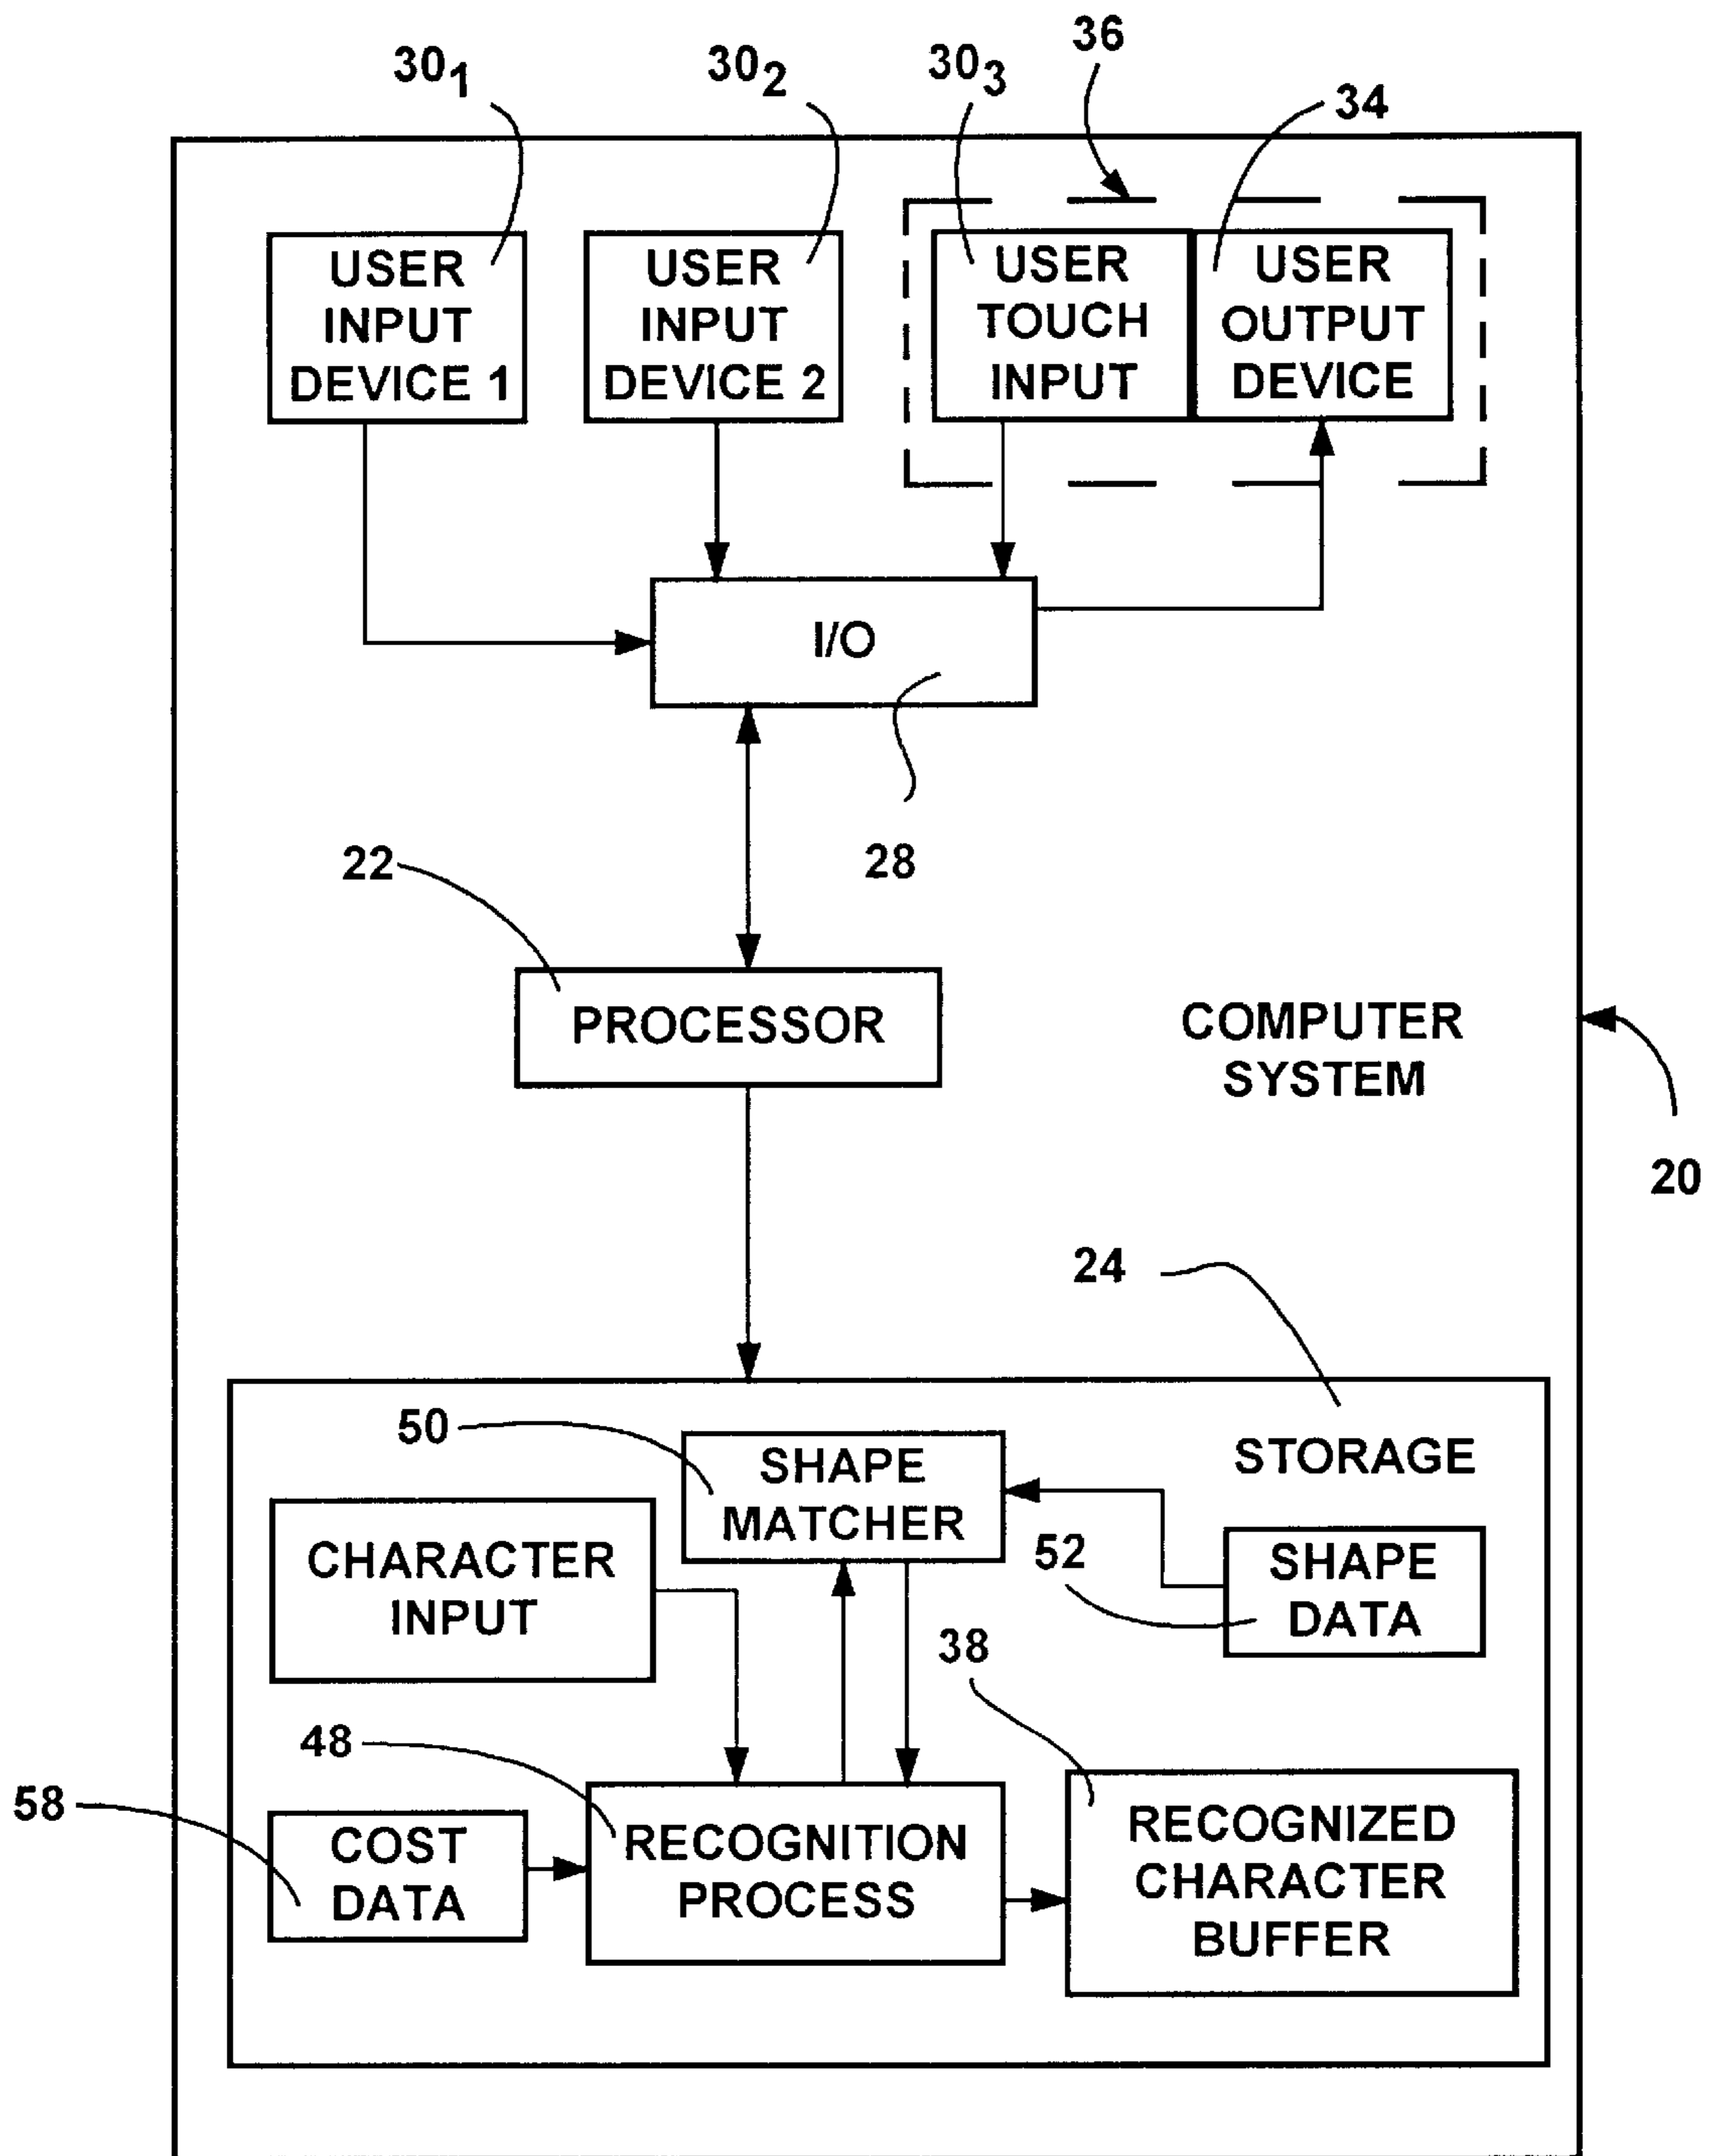 36
30₁
30₂
30₃
34
USER
INPUT
DEVICE 1
USER
INPUT
DEVICE 2
USER
TOUCH
INPUT
USER
OUTPUT
DEVICE
I/O
28
22
PROCESSOR
COMPUTER
SYSTEM
20
24
STORAGE
50
SHAPE
MATCHER
CHARACTER
INPUT
52
SHAPE
DATA
38
48
58
COST
DATA
RECOGNITION
PROCESS
RECOGNIZED
CHARACTER
BUFFER